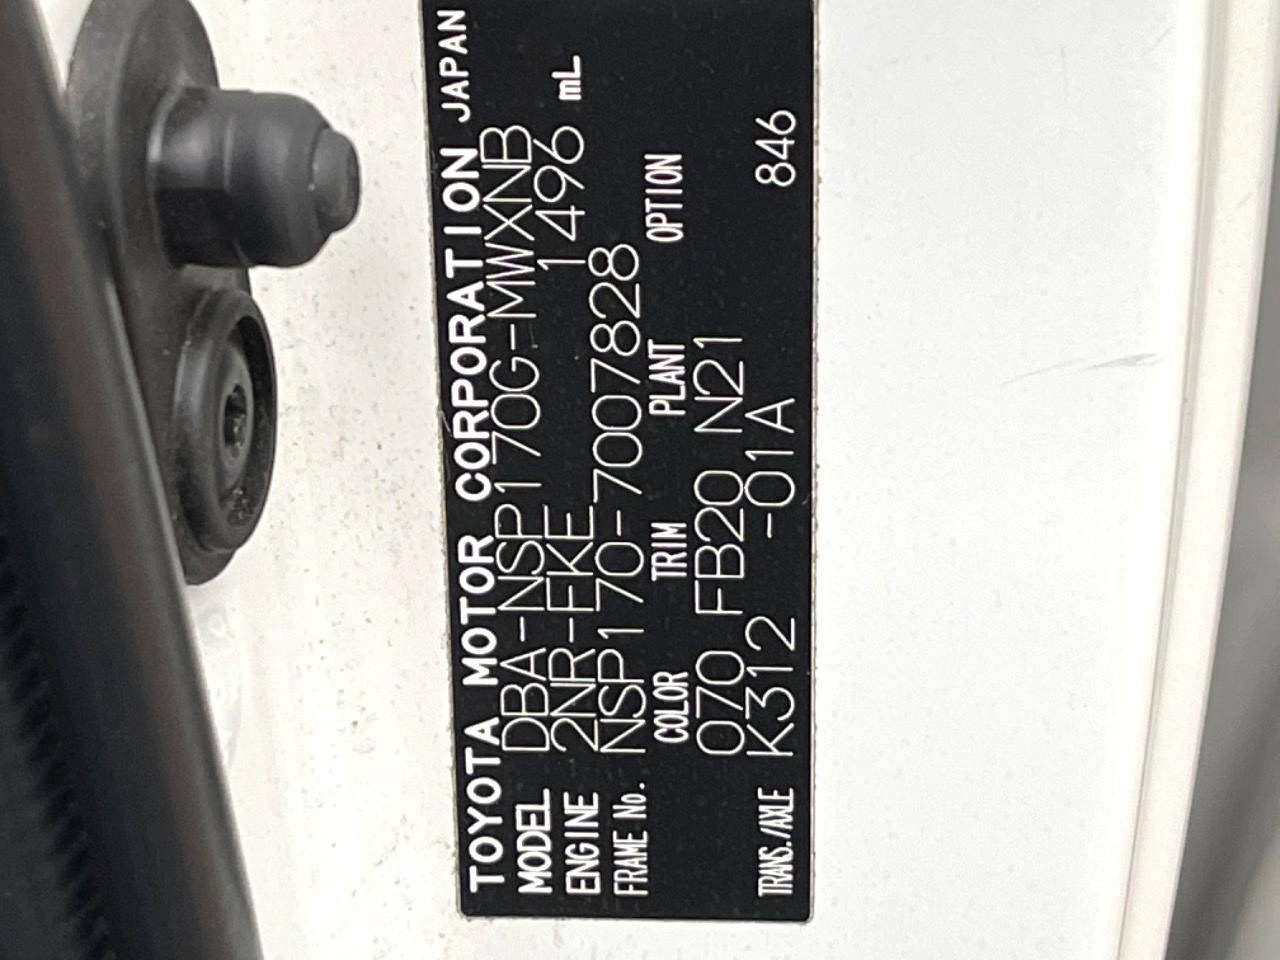 TOYOTA MOTOR CORPORATION JAPAN
MODEL DBA-NSP170G-MWXNB
ENGINE 2NR-FKE 1496 mL
FRAME No. NSP170-7007828
COLOR TRIM PLANT OPTION
070 FB20 N21
TRANS./AXLE K312 -01A 846